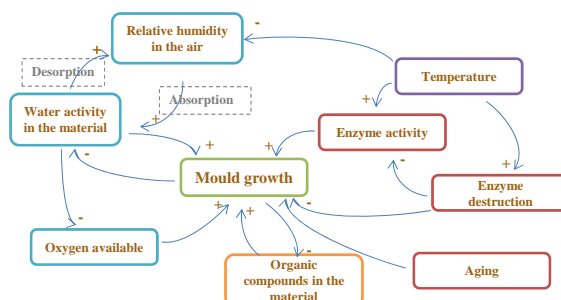 Relative humidity
in the air
-
+
Desorption
Temperature
Absorption
+
Water activity
in the material
+
+
+
Enzyme activity
-
-
+
Mould growth
Enzyme
destruction
-
+
+
-
Oxygen available
-
Organic
compounds in the
material
Aging